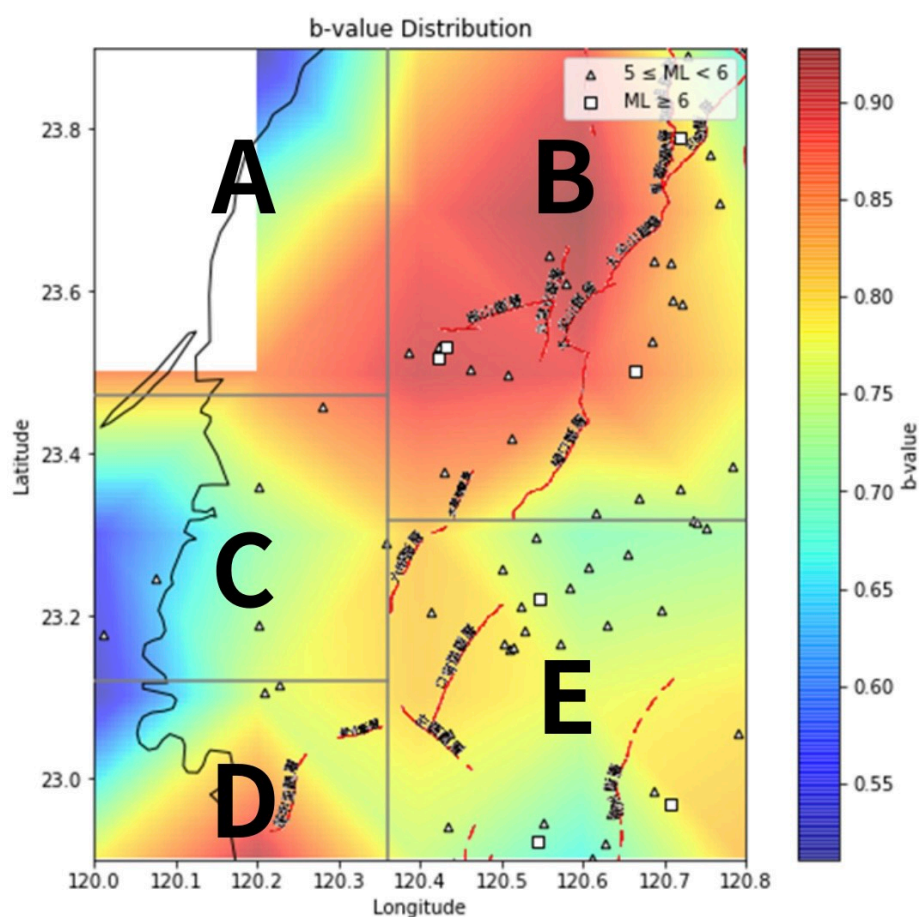 b-value Distribution
5 ≤ ML < 6
ML ≥ 6
A
B
C
D
E
23.8
23.6
23.4
23.2
23.0
Latitude
120.0 120.1 120.2 120.3 120.4 120.5 120.6 120.7 120.8
Longitude
0.90
0.85
0.80
0.75
0.70
0.65
0.60
0.55
b-value